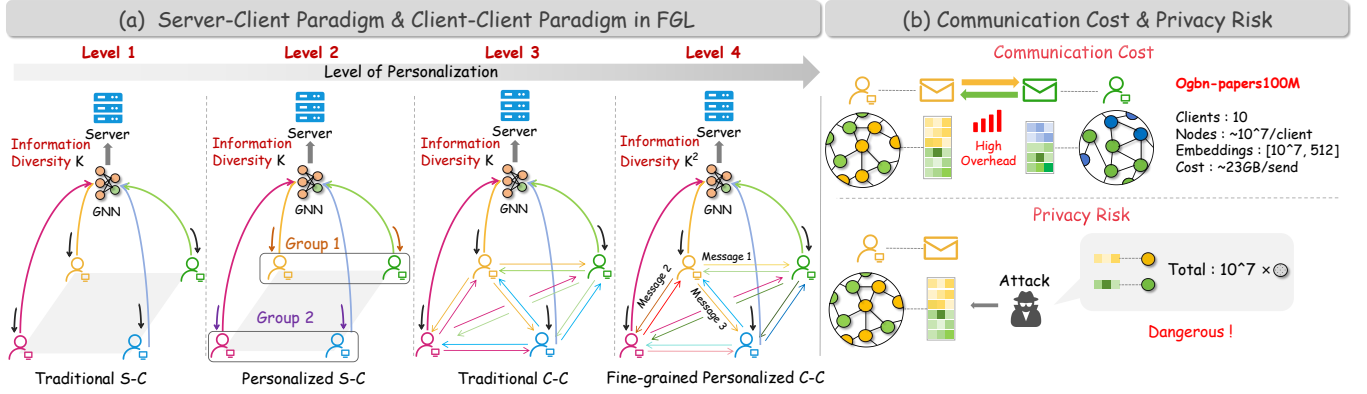 (a) Server-Client Paradigm & Client-Client Paradigm in FGL
Level 1
Level 2
Level 3
Level 4
Level of Personalization
Server
Information
Diversity K
GNN
Traditional S-C
Server
Information
Diversity K
GNN
Group 1
Group 2
Personalized S-C
Server
Information
Diversity K
GNN
Traditional C-C
Server
Information
Diversity K²
GNN
Message 1
Message 2
Message 3
Fine-grained Personalized C-C
(b) Communication Cost & Privacy Risk
Communication Cost
High
Overhead
Ogbn-papers100M
Clients : 10
Nodes : ~10^7/client
Embeddings : [10^7, 512]
Cost : ~23GB/send
Privacy Risk
Attack
Total : 10^7 ×
Dangerous !